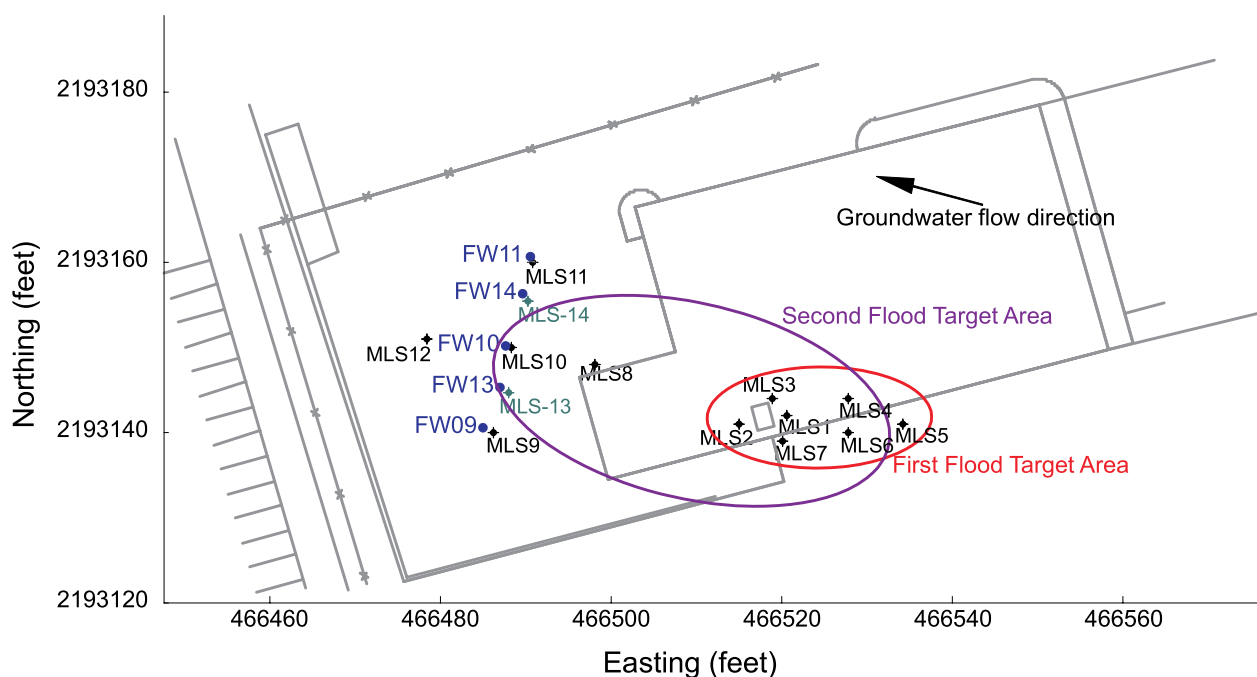 2193180
Groundwater flow direction
2193160
FW11
MLS11
FW14
MLS-14
Second Flood Target Area
FW10
MLS12
MLS10
MLS8
FW13
MLS-13
MLS3
MLS4
FW09
MLS9
2193140
MLS2
MLS1
MLS5
MLS7
MLS6
First Flood Target Area
2193120
466460
466480
466500
466520
466540
466560
Northing (feet)
Easting (feet)